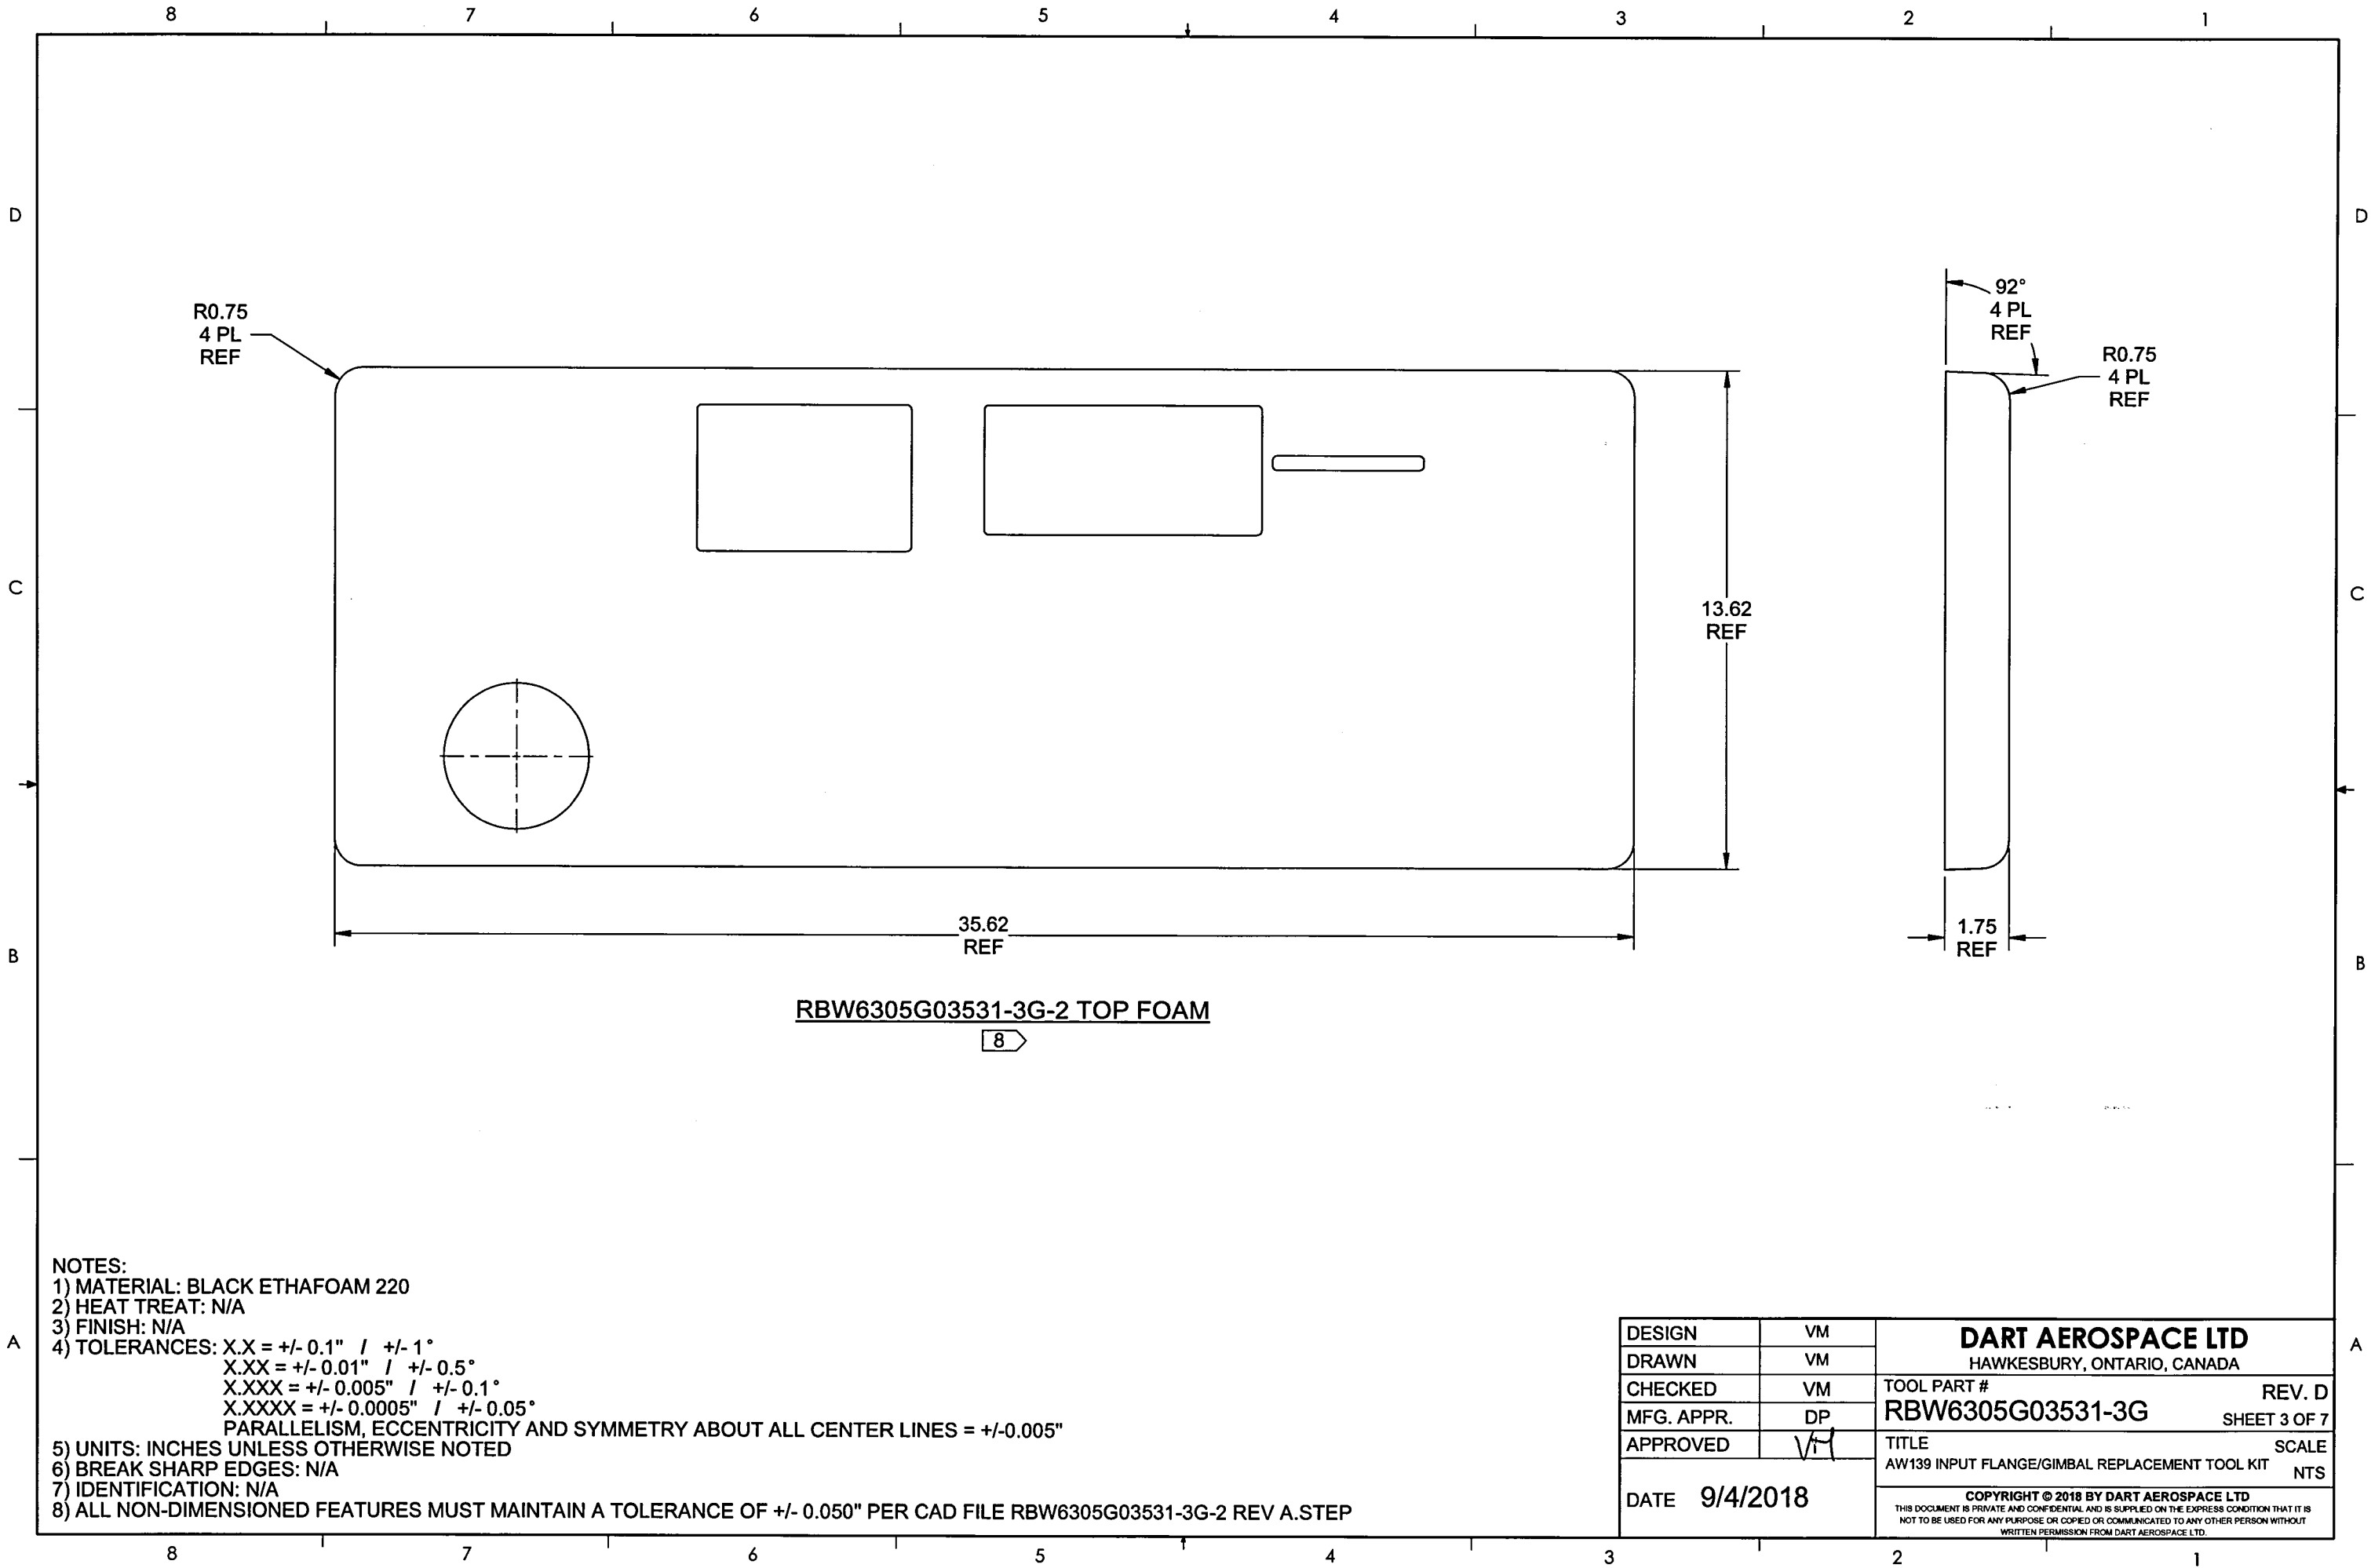 8 7 6 5 4 3 2 1
D
D
R0.75
4 PL
REF
92°
4 PL
REF
R0.75
4 PL
REF
C
C
13.62
REF
35.62
REF
1.75
REF
B
B
RBW6305G03531-3G-2 TOP FOAM
8
NOTES:
1) MATERIAL: BLACK ETHAFOAM 220
2) HEAT TREAT: N/A
3) FINISH: N/A
4) TOLERANCES: X.X = +/- 0.1" / +/- 1°
X.XX = +/- 0.01" / +/- 0.5°
X.XXX = +/- 0.005" / +/- 0.1°
X.XXXX = +/- 0.0005" / +/- 0.05°
PARALLELISM, ECCENTRICITY AND SYMMETRY ABOUT ALL CENTER LINES = +/-0.005"
5) UNITS: INCHES UNLESS OTHERWISE NOTED
6) BREAK SHARP EDGES: N/A
7) IDENTIFICATION: N/A
8) ALL NON-DIMENSIONED FEATURES MUST MAINTAIN A TOLERANCE OF +/- 0.050" PER CAD FILE RBW6305G03531-3G-2 REV A.STEP
A
A
DESIGN VM
DRAWN VM
CHECKED VM
MFG. APPR. DP
APPROVED VM
DATE 9/4/2018
DART AEROSPACE LTD
HAWKESBURY, ONTARIO, CANADA
TOOL PART # REV. D
RBW6305G03531-3G SHEET 3 OF 7
TITLE SCALE
AW139 INPUT FLANGE/GIMBAL REPLACEMENT TOOL KIT NTS
COPYRIGHT © 2018 BY DART AEROSPACE LTD
THIS DOCUMENT IS PRIVATE AND CONFIDENTIAL AND IS SUPPLIED ON THE EXPRESS CONDITION THAT IT IS
NOT TO BE USED FOR ANY PURPOSE OR COPIED OR COMMUNICATED TO ANY OTHER PERSON WITHOUT
WRITTEN PERMISSION FROM DART AEROSPACE LTD.
8 7 6 5 4 3 2 1